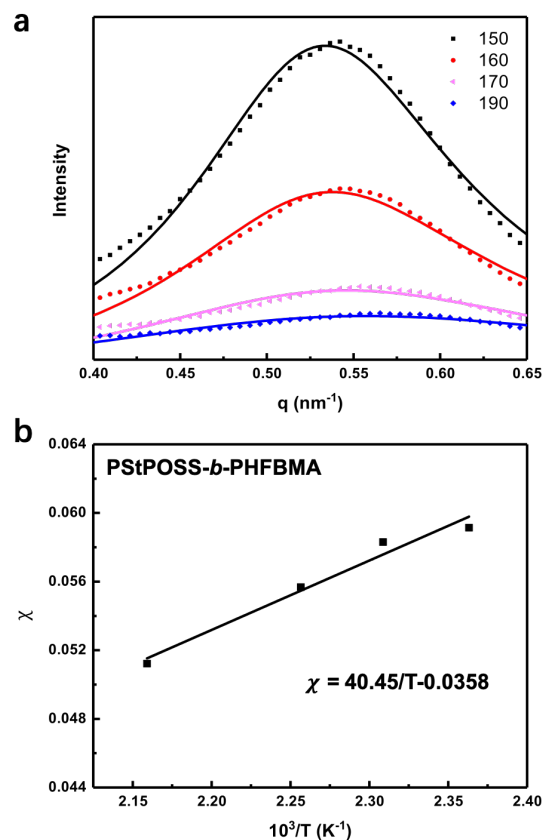 a
150
160
170
190
Intensity
0.40 0.45 0.50 0.55 0.60 0.65
q (nm⁻¹)
b
0.064
PStPOSS-b-PHFBMA
0.060
0.056
χ
0.052
χ = 40.45/T-0.0358
0.048
0.044
2.15 2.20 2.25 2.30 2.35 2.40
10³/T (K⁻¹)